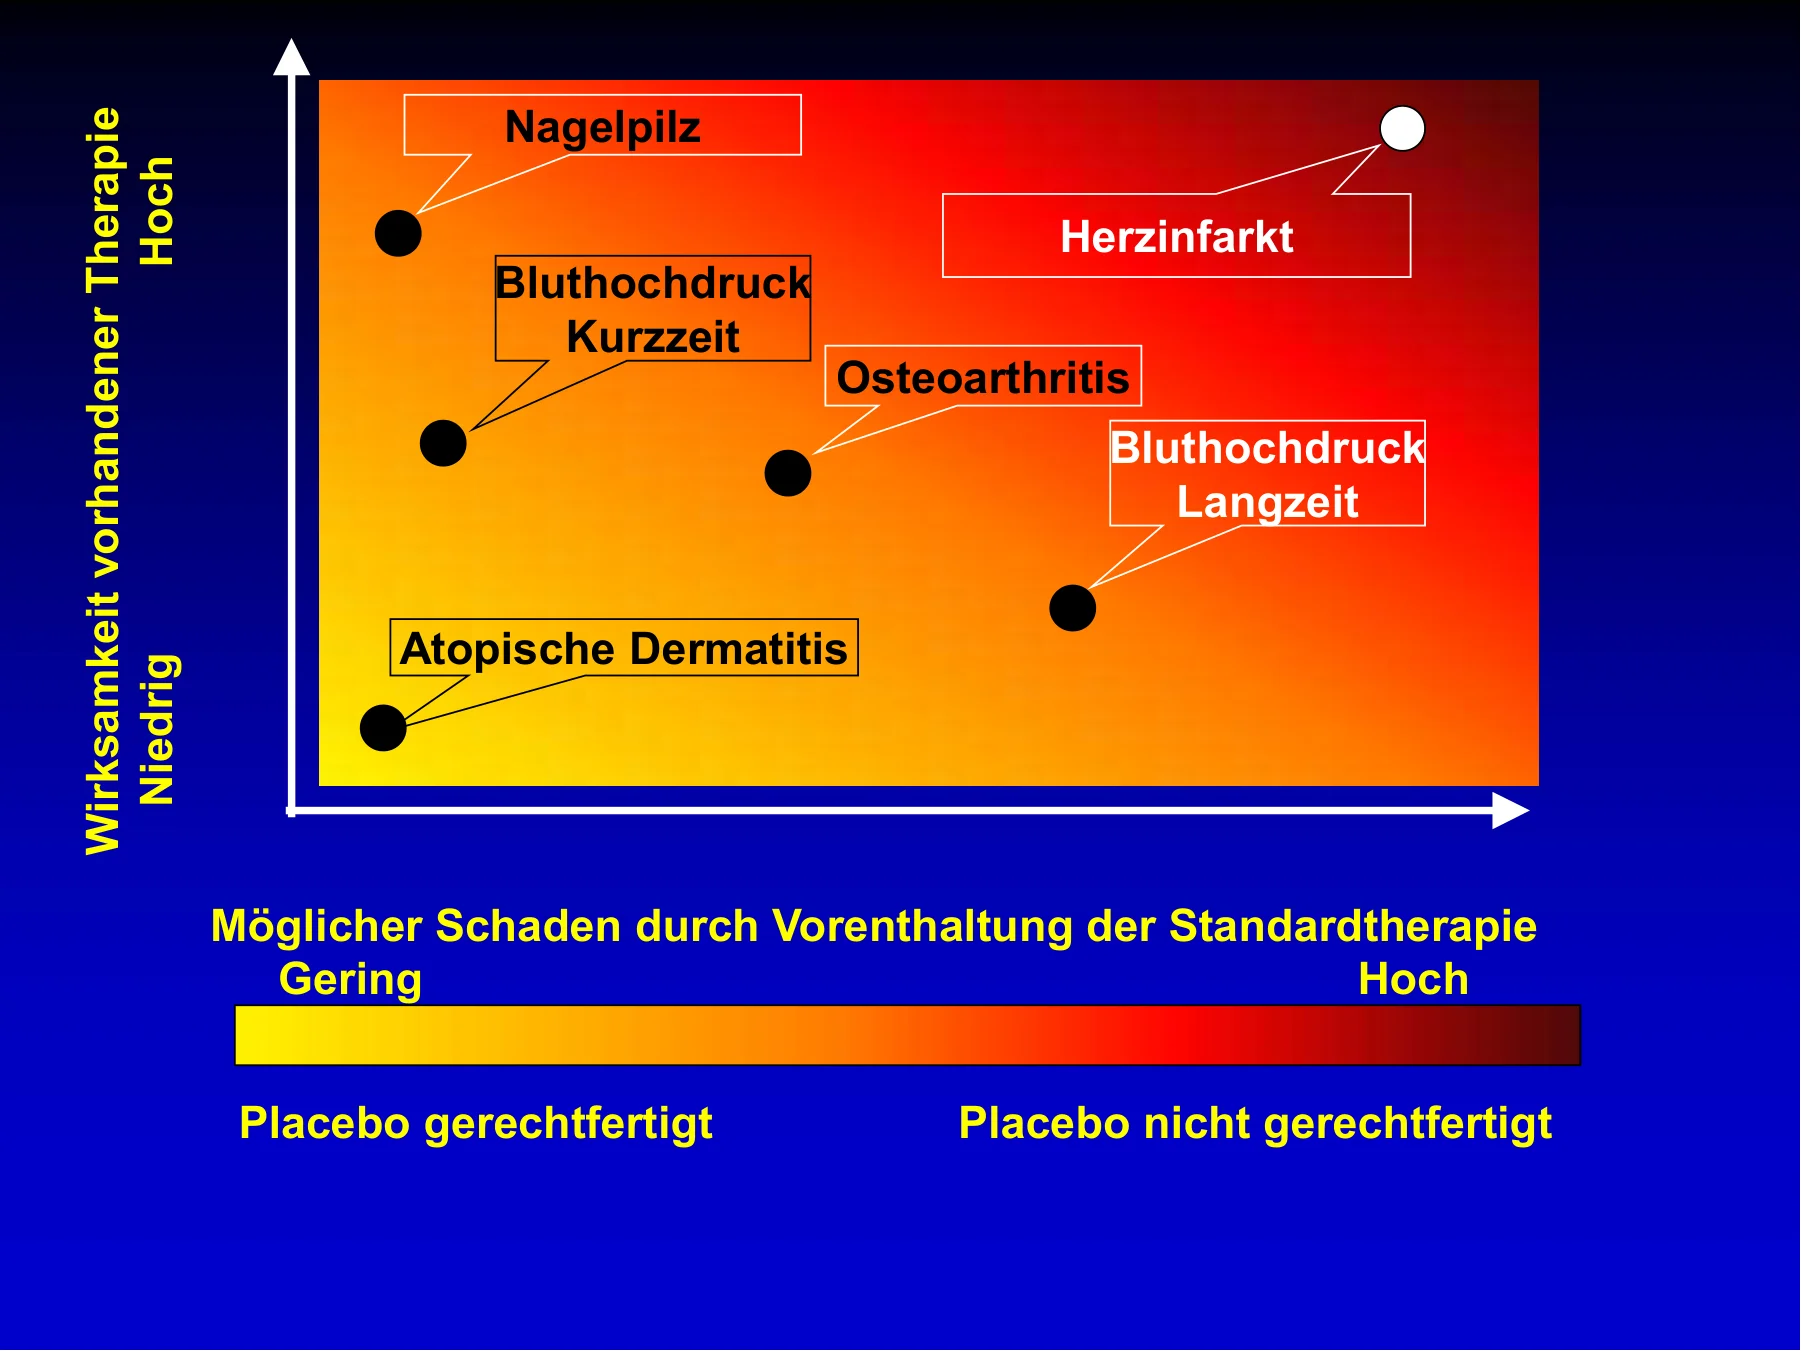 Wirksamkeit vorhandener Therapie
Niedrig Hoch
Nagelpilz
Herzinfarkt
Bluthochdruck
Kurzzeit
Osteoarthritis
Bluthochdruck
Langzeit
Atopische Dermatitis
Möglicher Schaden durch Vorenthaltung der Standardtherapie
Gering Hoch
Placebo gerechtfertigt Placebo nicht gerechtfertigt